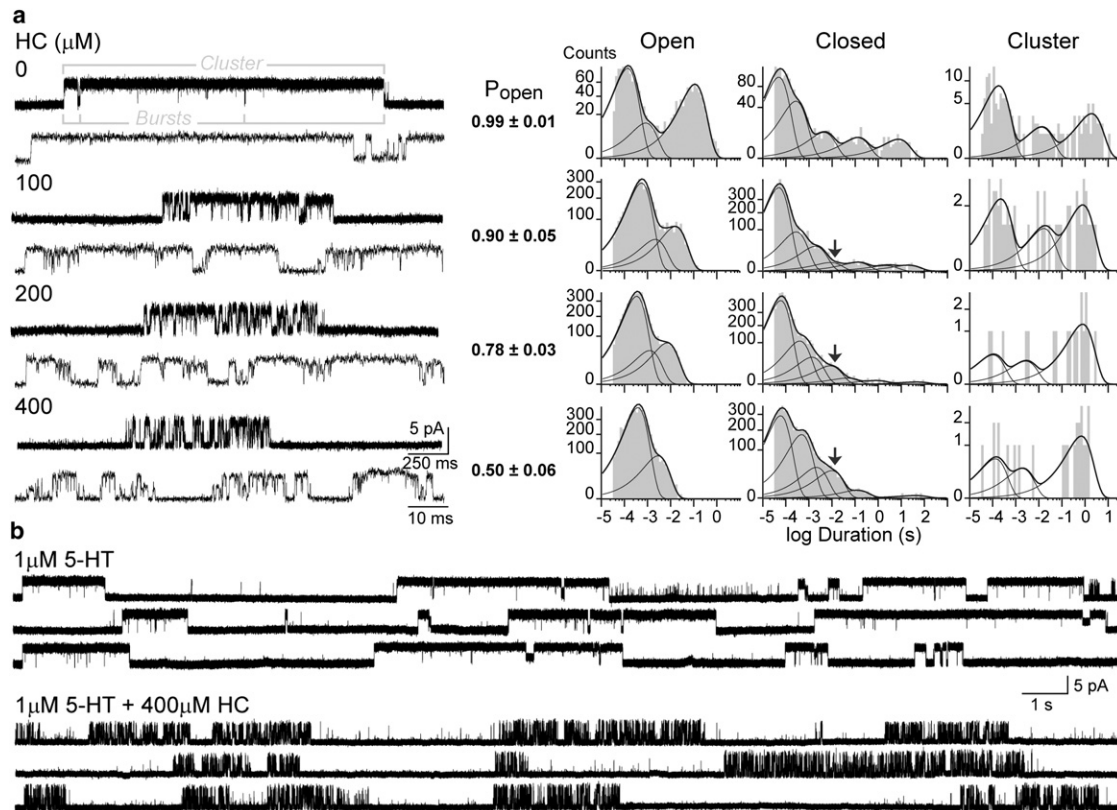 a
HC (µM)
0
Cluster
Bursts
100
200
400
5 pA
250 ms
10 ms
Popen
0.99 ± 0.01
0.90 ± 0.05
0.78 ± 0.03
0.50 ± 0.06
Counts
Open
Closed
Cluster
60
40
20
0
80
40
0
10
5
2
0
300
200
100
0
300
200
100
0
2
1
0
300
200
100
0
300
200
100
0
2
1
0
300
200
100
0
300
200
100
0
2
1
0
-5 -4 -3 -2 -1 0
-5 -4 -3 -2 -1 0 1 2
-5 -4 -3 -2 -1 0 1
log Duration (s)
b
1µM 5-HT
5 pA
1 s
1µM 5-HT + 400µM HC